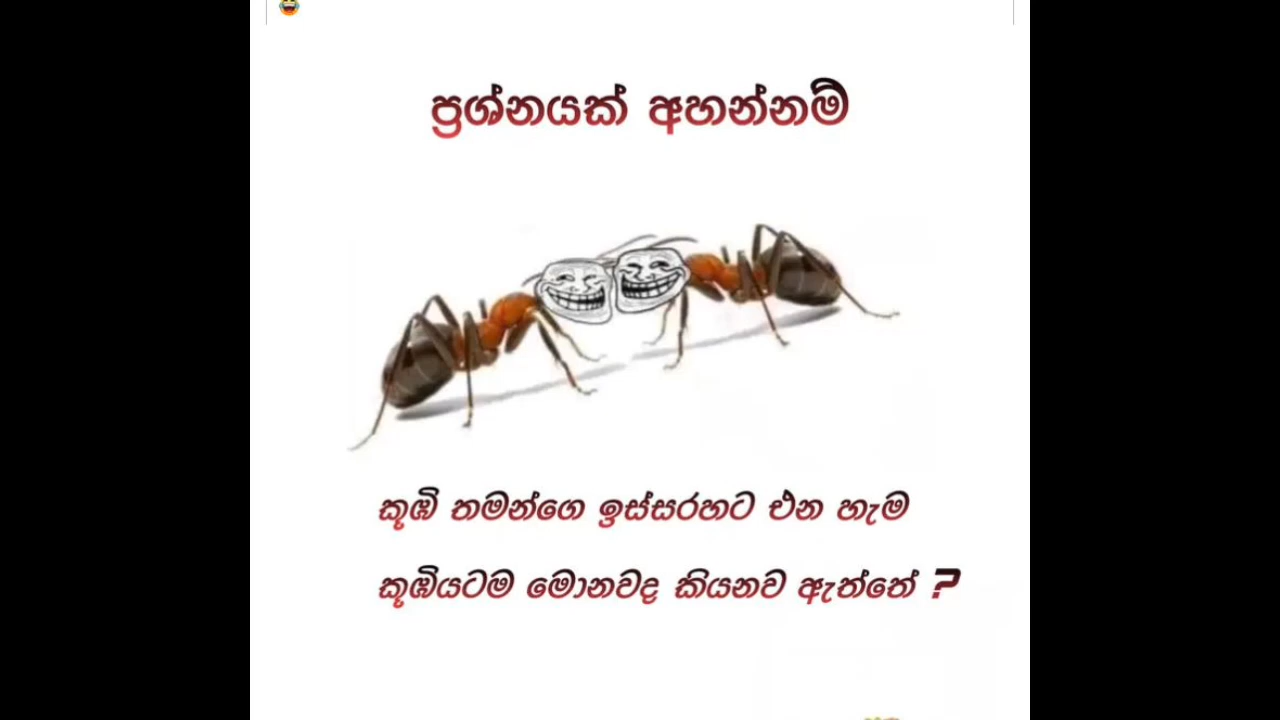 ප්‍රශ්නයක් අහන්නම්
කූඹි තමන්ගෙ ඉස්සරහට එන හැම
කූඹියටම මොනවද කියනව ඇත්තේ ?